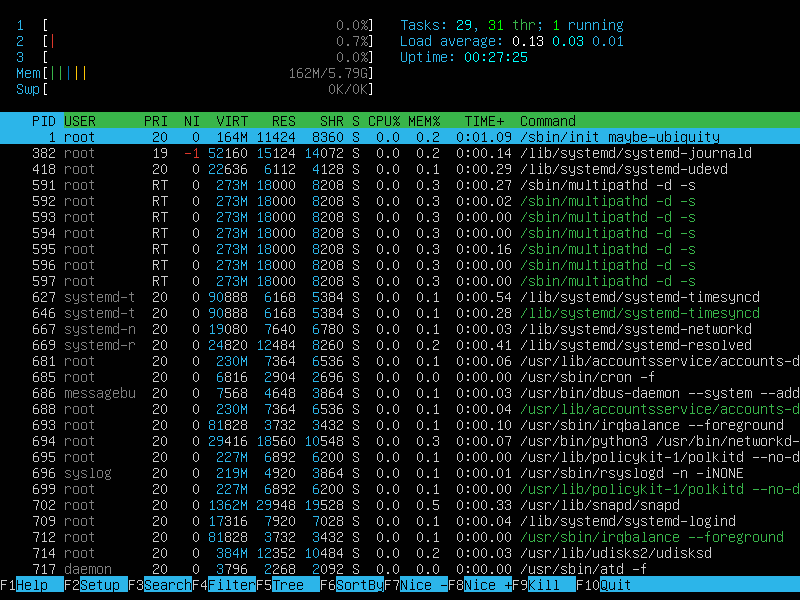 1 [ 0.0%] Tasks: 29, 31 thr; 1 running
2 [| 0.7%] Load average: 0.13 0.03 0.01
3 [ 0.0%] Uptime: 00:27:25
Mem[||||| 162M/5.79G]
Swp[ 0K/0K]
PID USER PRI NI VIRT RES SHR S CPU% MEM% TIME+ Command
1 root 20 0 164M 11424 8360 S 0.0 0.2 0:01.09 /sbin/init maybe-ubiquity
382 root 19 -1 52160 15124 14072 S 0.0 0.2 0:00.14 /lib/systemd/systemd-journald
418 root 20 0 22636 6112 4128 S 0.0 0.1 0:00.29 /lib/systemd/systemd-udevd
591 root RT 0 273M 18000 8208 S 0.0 0.3 0:00.27 /sbin/multipathd -d -s
592 root RT 0 273M 18000 8208 S 0.0 0.3 0:00.02 /sbin/multipathd -d -s
593 root RT 0 273M 18000 8208 S 0.0 0.3 0:00.00 /sbin/multipathd -d -s
594 root RT 0 273M 18000 8208 S 0.0 0.3 0:00.00 /sbin/multipathd -d -s
595 root RT 0 273M 18000 8208 S 0.0 0.3 0:00.16 /sbin/multipathd -d -s
596 root RT 0 273M 18000 8208 S 0.0 0.3 0:00.00 /sbin/multipathd -d -s
597 root RT 0 273M 18000 8208 S 0.0 0.3 0:00.00 /sbin/multipathd -d -s
627 systemd-t 20 0 90888 6168 5384 S 0.0 0.1 0:00.54 /lib/systemd/systemd-timesyncd
646 systemd-t 20 0 90888 6168 5384 S 0.0 0.1 0:00.28 /lib/systemd/systemd-timesyncd
667 systemd-n 20 0 19080 7640 6780 S 0.0 0.1 0:00.03 /lib/systemd/systemd-networkd
669 systemd-r 20 0 24820 12484 8260 S 0.0 0.2 0:00.41 /lib/systemd/systemd-resolved
681 root 20 0 230M 7364 6536 S 0.0 0.1 0:00.06 /usr/lib/accountsservice/accounts-d
685 root 20 0 6816 2904 2696 S 0.0 0.0 0:00.00 /usr/sbin/cron -f
686 messagebu 20 0 7568 4648 3864 S 0.0 0.1 0:00.03 /usr/bin/dbus-daemon --system --add
688 root 20 0 230M 7364 6536 S 0.0 0.1 0:00.04 /usr/lib/accountsservice/accounts-d
693 root 20 0 81828 3732 3432 S 0.0 0.1 0:00.10 /usr/sbin/irqbalance --foreground
694 root 20 0 29416 18560 10548 S 0.0 0.3 0:00.07 /usr/bin/python3 /usr/bin/networkd-
695 root 20 0 227M 6892 6200 S 0.0 0.1 0:00.00 /usr/lib/policykit-1/polkitd --no-d
696 syslog 20 0 219M 4920 3864 S 0.0 0.1 0:00.01 /usr/sbin/rsyslogd -n -iNONE
699 root 20 0 227M 6892 6200 S 0.0 0.1 0:00.00 /usr/lib/policykit-1/polkitd --no-d
702 root 20 0 1362M 29948 19528 S 0.0 0.5 0:00.33 /usr/lib/snapd/snapd
709 root 20 0 17316 7920 7028 S 0.0 0.1 0:00.04 /lib/systemd/systemd-logind
712 root 20 0 81828 3732 3432 S 0.0 0.1 0:00.00 /usr/sbin/irqbalance --foreground
714 root 20 0 384M 12352 10484 S 0.0 0.2 0:00.03 /usr/lib/udisks2/udisksd
717 daemon 20 0 3796 2268 2092 S 0.0 0.0 0:00.00 /usr/sbin/atd -f
F1Help F2Setup F3SearchF4FilterF5Tree F6SortByF7Nice -F8Nice +F9Kill F10Quit